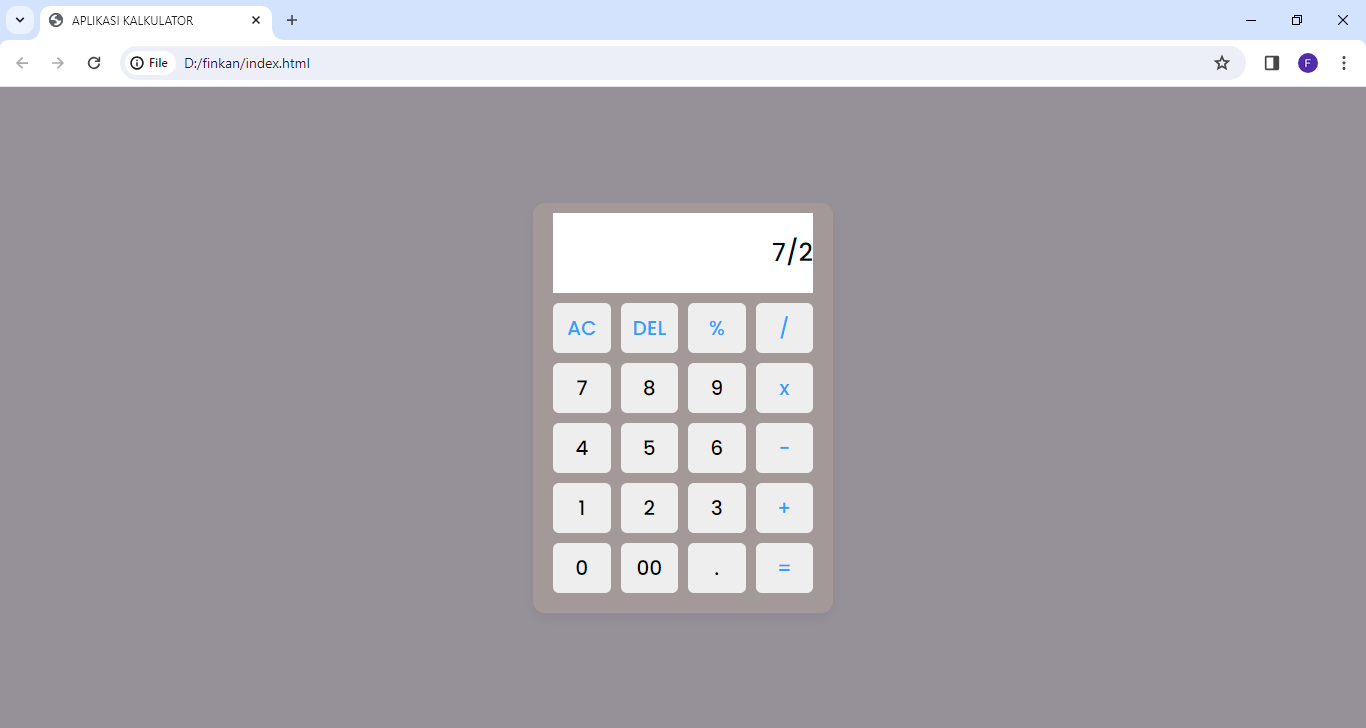 APLIKASI KALKULATOR
File D:/finkan/index.html F
7/2
AC DEL % /
7 8 9 x
4 5 6 -
1 2 3 +
0 00 . =